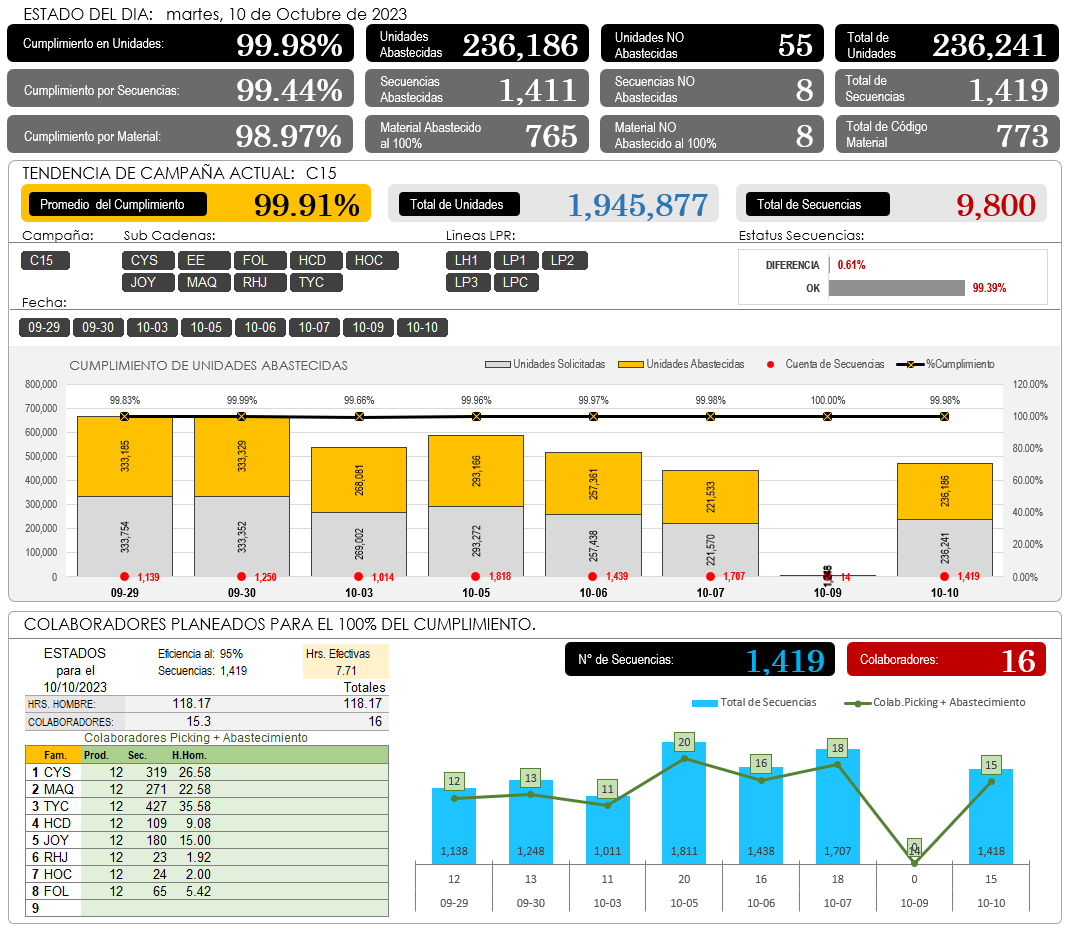 ESTADO DEL DIA: martes, 10 de Octubre de 2023
Cumplimiento en Unidades: 99.98%
Unidades Abastecidas 236,186
Unidades NO Abastecidas 55
Total de Unidades 236,241
Cumplimiento por Secuencias: 99.44%
Secuencias Abastecidas 1,411
Secuencias NO Abastecidas 8
Total de Secuencias 1,419
Cumplimiento por Material: 98.97%
Material Abastecido al 100% 765
Material NO Abastecido al 100% 8
Total de Código Material 773
TENDENCIA DE CAMPAÑA ACTUAL: C15
Promedio del Cumplimiento 99.91%
Total de Unidades 1,945,877
Total de Secuencias 9,800
Campaña: Sub Cadenas: Lineas LPR: Estatus Secuencias:
C15 CYS EE FOL HCD HOC LH1 LP1 LP2
JOY MAQ RHJ TYC LP3 LPC
DIFERENCIA 0.61%
OK 99.39%
Fecha:
09-29 09-30 10-03 10-05 10-06 10-07 10-09 10-10
CUMPLIMIENTO DE UNIDADES ABASTECIDAS
Unidades Solicitadas Unidades Abastecidas Cuenta de Secuencias %Cumplimiento
800,000 120.00%
99.83% 99.99% 99.66% 99.96% 99.97% 99.98% 100.00% 99.98%
700,000 100.00%
600,000 80.00%
500,000
400,000 60.00%
300,000 40.00%
200,000
100,000 20.00%
0 0.00%
333,185 333,329 268,081 293,166 257,361 221,533 236,186
333,754 333,352 269,002 293,272 257,438 221,570 236,241
1,139 1,250 1,014 1,818 1,439 1,707 14 1,419
09-29 09-30 10-03 10-05 10-06 10-07 10-09 10-10
COLABORADORES PLANEADOS PARA EL 100% DEL CUMPLIMIENTO.
ESTADOS para el 10/10/2023
Eficiencia al: 95%
Secuencias: 1,419
Hrs. Efectivas
7.71
Totales
HRS. HOMBRE: 118.17 118.17
COLABORADORES: 15.3 16
Colaboradores Picking + Abastecimiento
Fam. Prod. Sec. H.Hom.
1 CYS 12 319 26.58
2 MAQ 12 271 22.58
3 TYC 12 427 35.58
4 HCD 12 109 9.08
5 JOY 12 180 15.00
6 RHJ 12 23 1.92
7 HOC 12 24 2.00
8 FOL 12 65 5.42
9
N° de Secuencias: 1,419
Colaboradores: 16
Total de Secuencias Colab.Picking + Abastecimiento
12 13 11 20 16 18 0 15
1,138 1,248 1,011 1,811 1,438 1,707 14 1,418
12 13 11 20 16 18 0 15
09-29 09-30 10-03 10-05 10-06 10-07 10-09 10-10